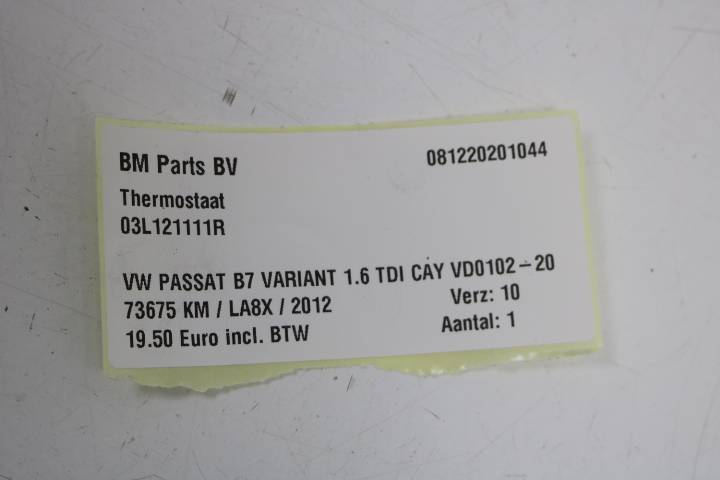 BM Parts BV 081220201044
Thermostaat
03L121111R
VW PASSAT B7 VARIANT 1.6 TDI CAY VD0102-20
73675 KM / LA8X / 2012 Verz: 10
19.50 Euro incl. BTW Aantal: 1